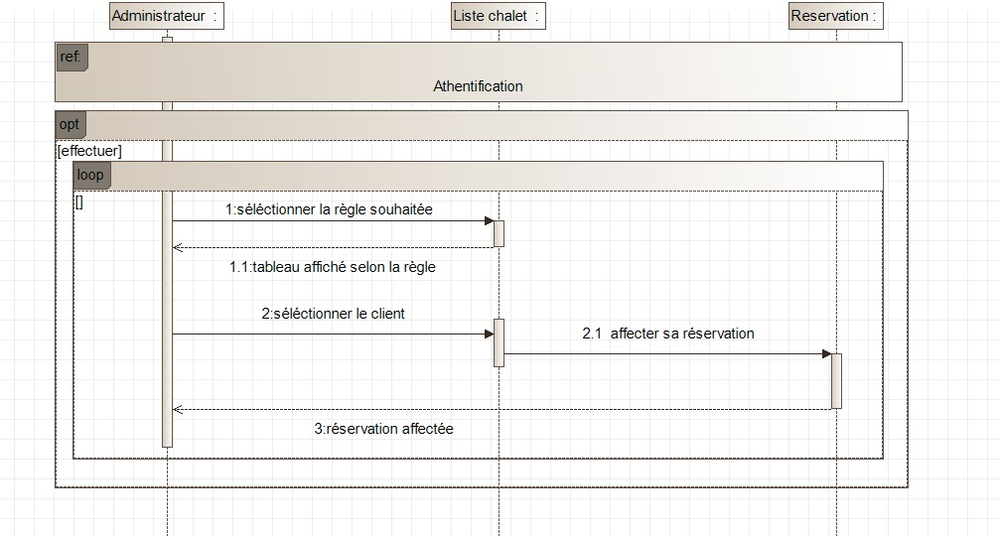 Administrateur :
Liste chalet :
Reservation :
ref:
Athentification
opt
[effectuer]
loop
[]
1:séléctionner la règle souhaitée
1.1:tableau affiché selon la règle
2:séléctionner le client
2.1 affecter sa réservation
3:réservation affectée